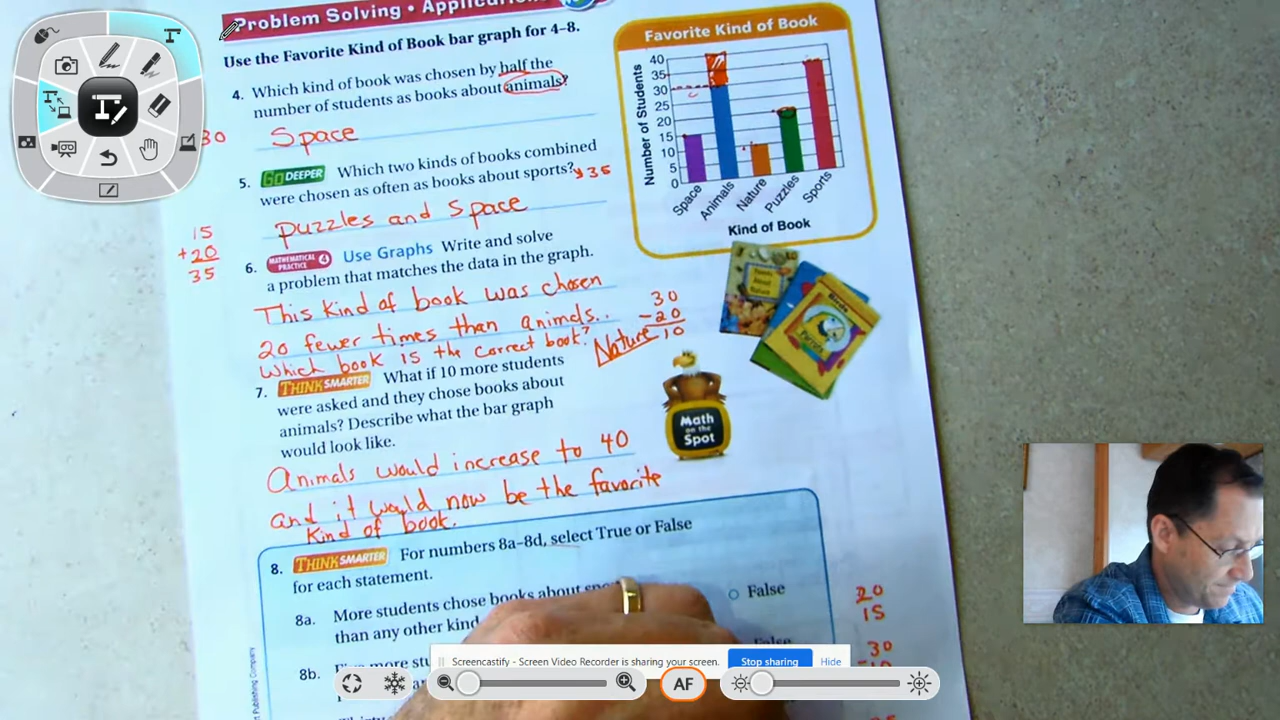 Problem Solving • Applications
Use the Favorite Kind of Book bar graph for 4–8.
4. Which kind of book was chosen by half the
number of students as books about animals?
30
Space
5. GO DEEPER Which two kinds of books combined
were chosen as often as books about sports?
35
Puzzles and Space
15
+20
35
6. MATHEMATICAL PRACTICE 4 Use Graphs Write and solve
a problem that matches the data in the graph.
This kind of book was chosen
20 fewer times than animals..
Which book is the correct book?
Nature
30
-20
10
7. THINK SMARTER What if 10 more students
were asked and they chose books about
animals? Describe what the bar graph
would look like.
Animals would increase to 40
and it would now be the favorite
kind of book.
8. THINK SMARTER For numbers 8a–8d, select True or False
for each statement.
8a. More students chose books about
than any other kind
False
8b.
more
False
20
15
30
Favorite Kind of Book
Number of Students
40
35
30
25
20
15
10
5
0
Space
Animals
Nature
Puzzles
Sports
Kind of Book
Birds
Math
on the
Spot
Publishing Company
Screencastify - Screen Video Recorder is sharing your screen.
Stop sharing
Hide
AF